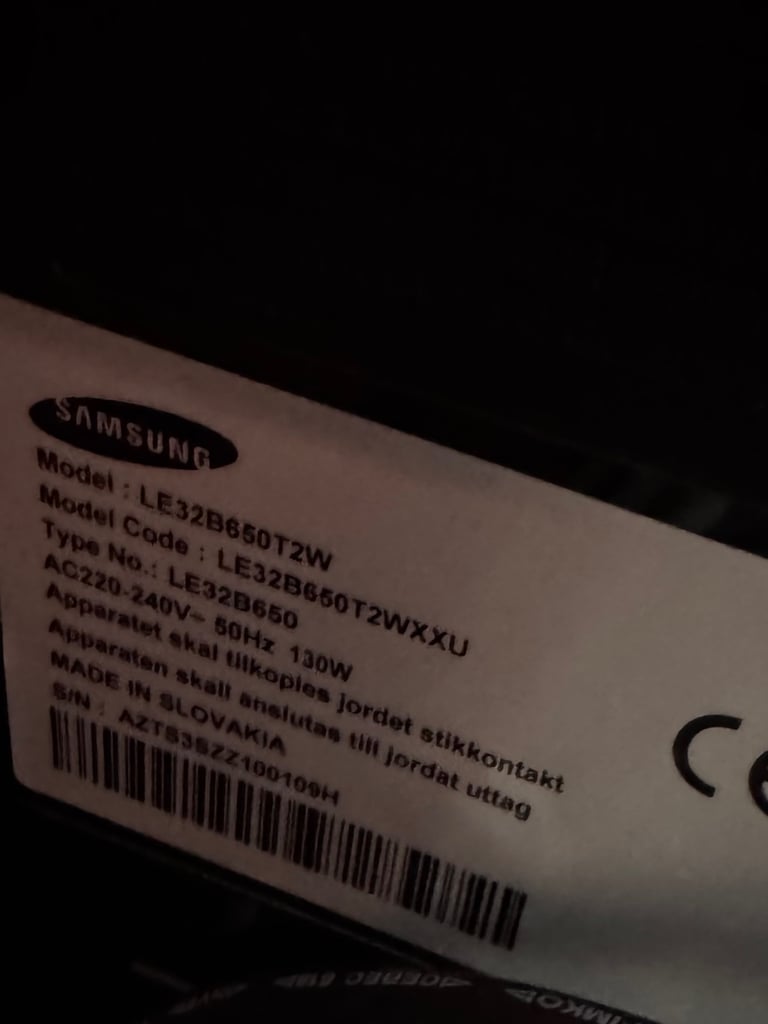 SAMSUNG
Model : LE32B650T2W
Model Code : LE32B650T2WXXU
Type No.: LE32B650
AC220-240V~ 50Hz 130W
Apparatet skal tilkoples jordet stikkontakt
Apparaten skall anslutas till jordat uttag
MADE IN SLOVAKIA
S/N : AZTS3SZZ100109H
CE